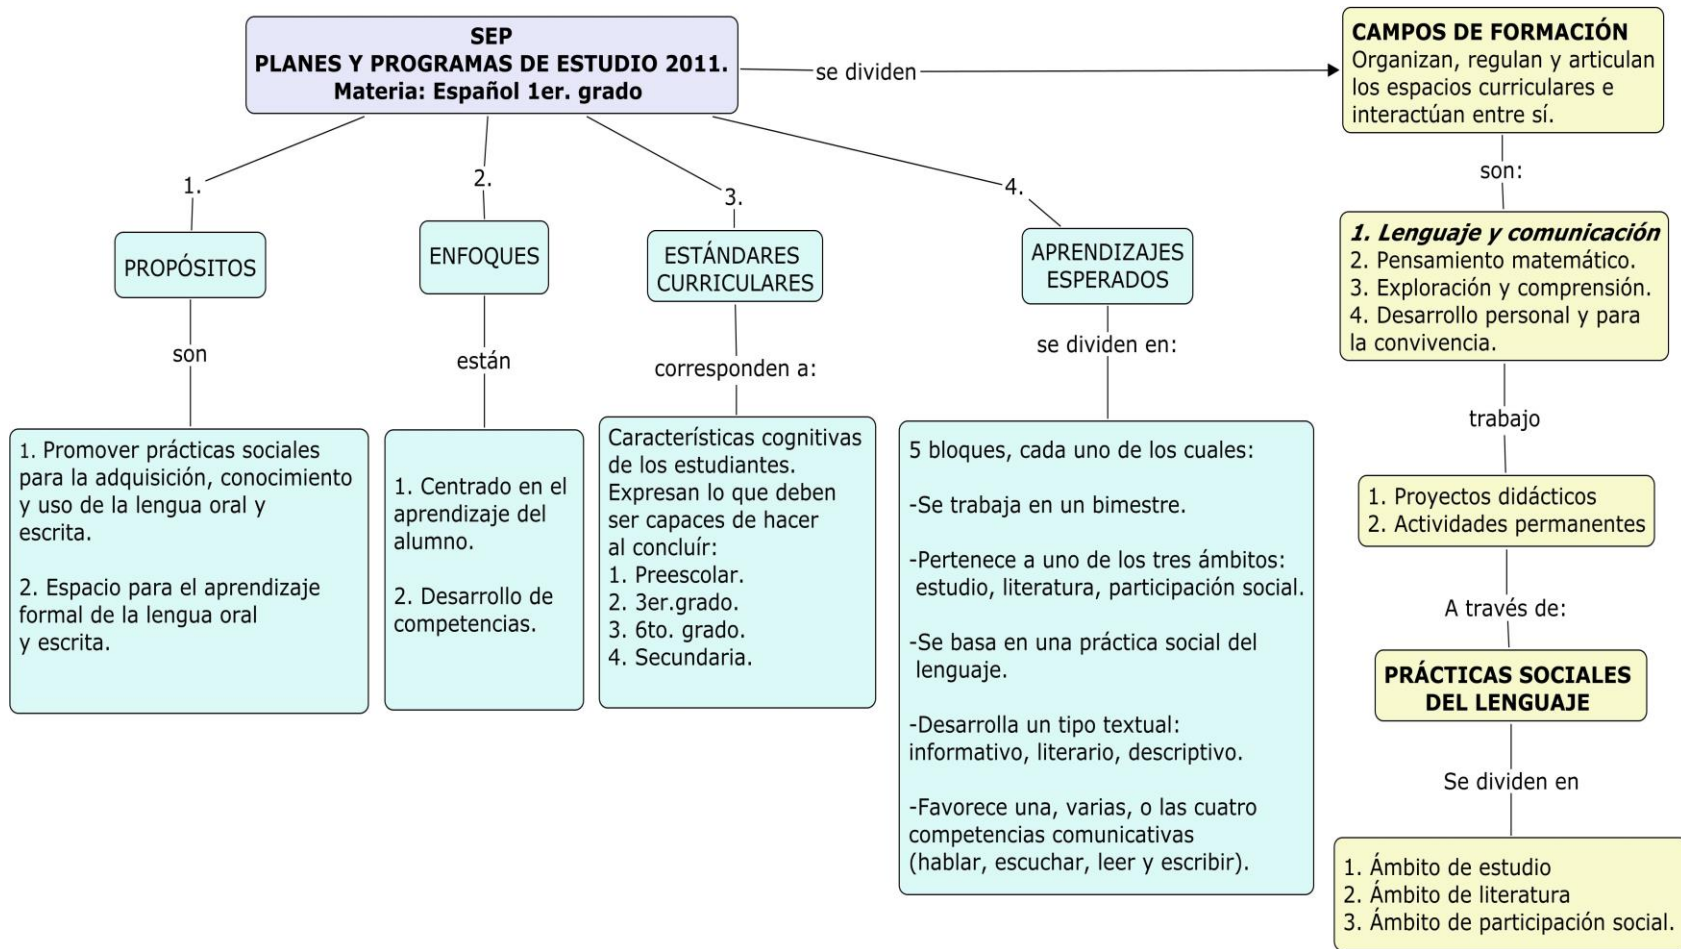 SEP
PLANES Y PROGRAMAS DE ESTUDIO 2011.
Materia: Español 1er. grado
se dividen
CAMPOS DE FORMACIÓN
Organizan, regulan y articulan
los espacios curriculares e
interactúan entre sí.
son:
1. Lenguaje y comunicación
2. Pensamiento matemático.
3. Exploración y comprensión.
4. Desarrollo personal y para
la convivencia.
trabajo
1. Proyectos didácticos
2. Actividades permanentes
A través de:
PRÁCTICAS SOCIALES
DEL LENGUAJE
Se dividen en
1. Ámbito de estudio
2. Ámbito de literatura
3. Ámbito de participación social.
1.
PROPÓSITOS
son
1. Promover prácticas sociales
para la adquisición, conocimiento
y uso de la lengua oral y
escrita.
2. Espacio para el aprendizaje
formal de la lengua oral
y escrita.
2.
ENFOQUES
están
1. Centrado en el
aprendizaje del
alumno.
2. Desarrollo de
competencias.
3.
ESTÁNDARES
CURRICULARES
corresponden a:
Características cognitivas
de los estudiantes.
Expresan lo que deben
ser capaces de hacer
al concluír:
1. Preescolar.
2. 3er.grado.
3. 6to. grado.
4. Secundaria.
4.
APRENDIZAJES
ESPERADOS
se dividen en:
5 bloques, cada uno de los cuales:
-Se trabaja en un bimestre.
-Pertenece a uno de los tres ámbitos:
estudio, literatura, participación social.
-Se basa en una práctica social del
lenguaje.
-Desarrolla un tipo textual:
informativo, literario, descriptivo.
-Favorece una, varias, o las cuatro
competencias comunicativas
(hablar, escuchar, leer y escribir).